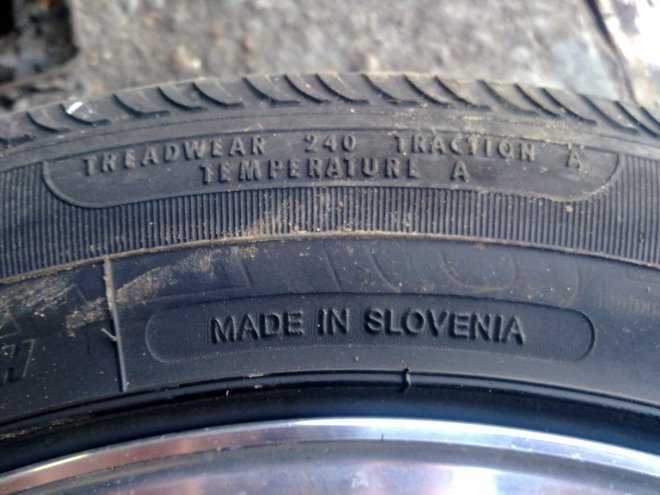 TREADWEAR 240 TRACTION A
TEMPERATURE A
MADE IN SLOVENIA